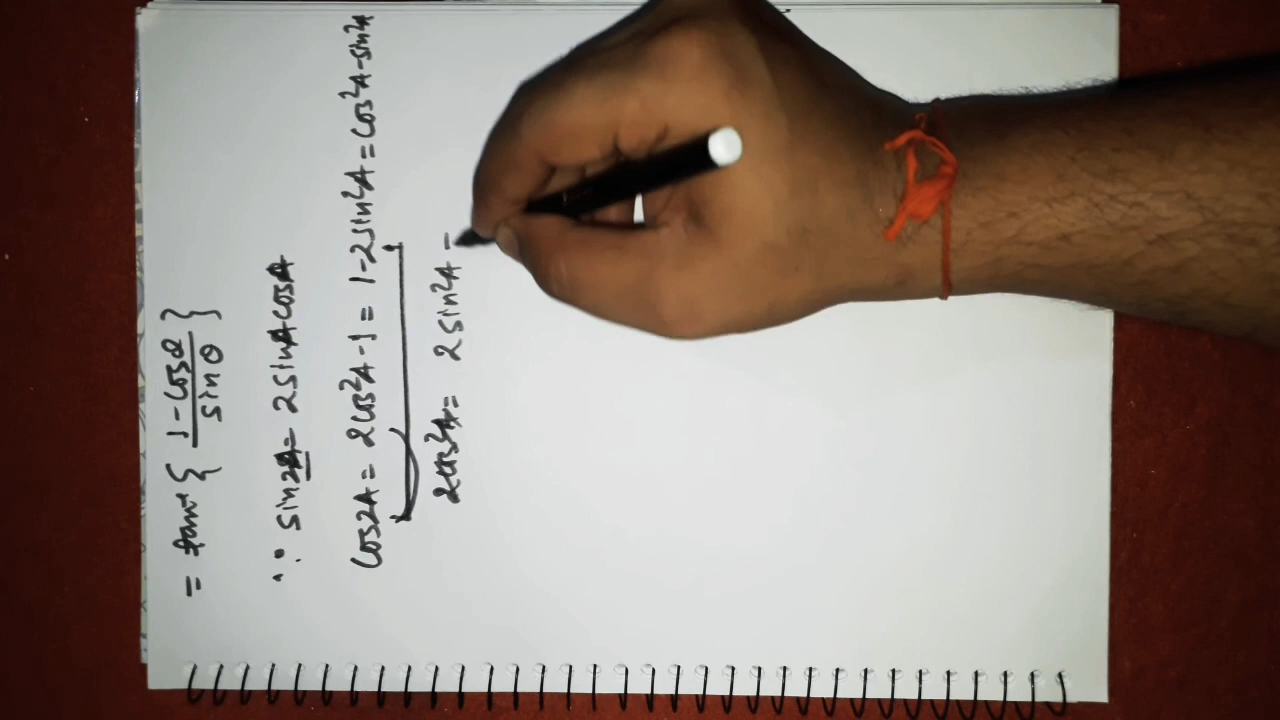 = tan⁻¹ { 1-cosθ / sinθ }
∵ sin2A = 2sinAcosA
cos2A = 2cos²A-1 = 1-2sin²A = cos²A-sin²A
2cos²A = 2sin²A -